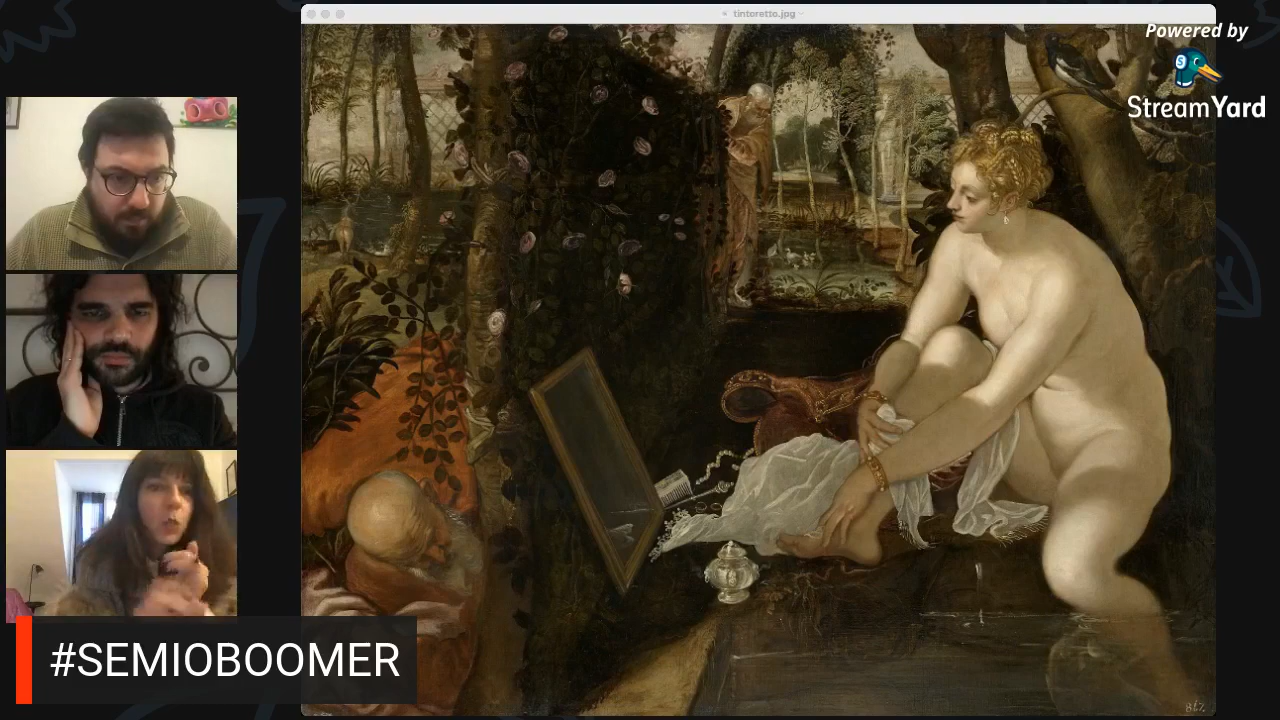 tintoretto.jpg
Powered by
S
StreamYard
#SEMIOBOOMER